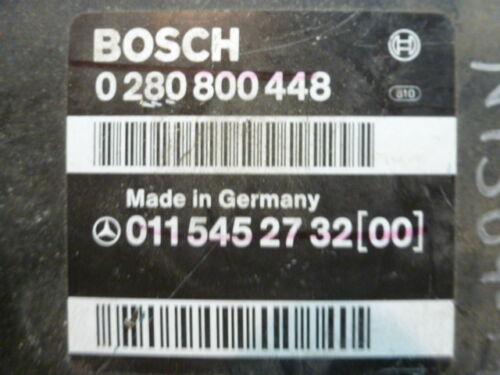 BOSCH
0 280 800 448
Made in Germany
011 545 27 32[00]